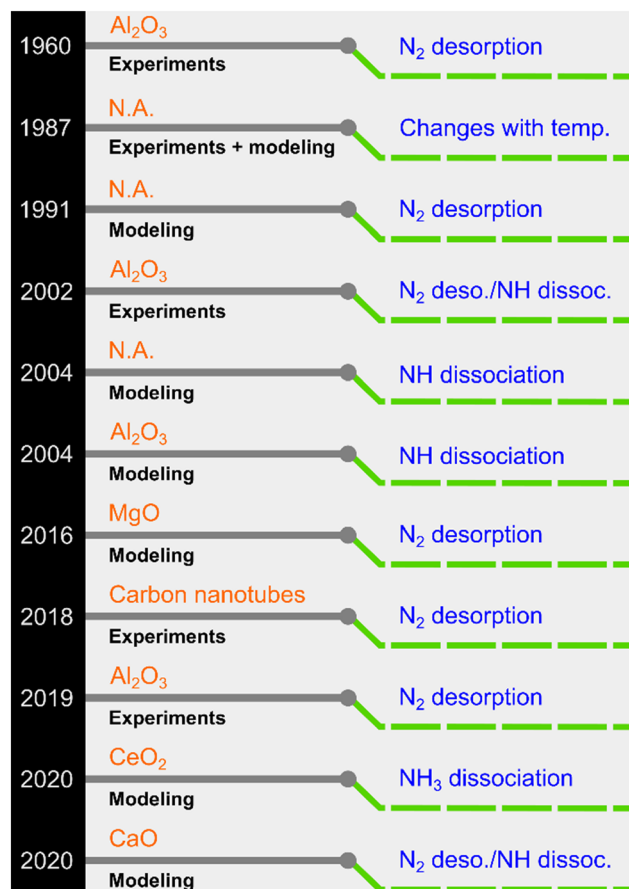 Al₂O₃
1960
N₂ desorption
Experiments
N.A.
1987
Changes with temp.
Experiments + modeling
N.A.
1991
N₂ desorption
Modeling
Al₂O₃
2002
N₂ deso./NH dissoc.
Experiments
N.A.
2004
NH dissociation
Modeling
Al₂O₃
2004
NH dissociation
Modeling
MgO
2016
N₂ desorption
Modeling
Carbon nanotubes
2018
N₂ desorption
Experiments
Al₂O₃
2019
N₂ desorption
Experiments
CeO₂
2020
NH₃ dissociation
Modeling
CaO
2020
N₂ deso./NH dissoc.
Modeling